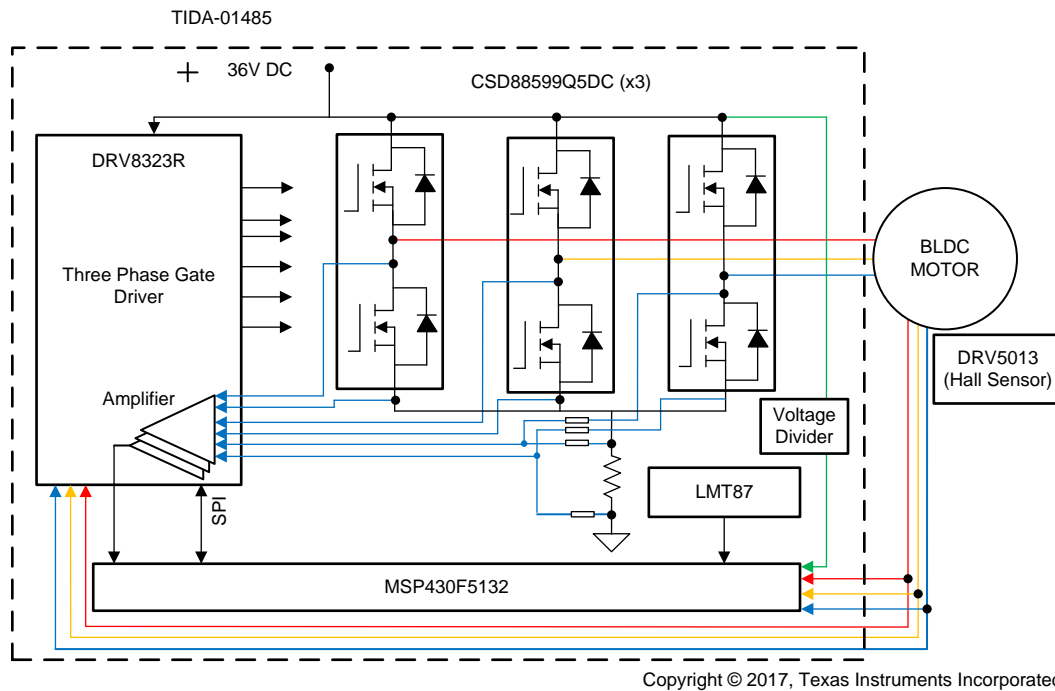 TIDA-01485
+ 36V DC
CSD88599Q5DC (x3)
DRV8323R
Three Phase Gate
Driver
Amplifier
SPI
BLDC
MOTOR
DRV5013
(Hall Sensor)
Voltage
Divider
LMT87
MSP430F5132
Copyright © 2017, Texas Instruments Incorporated